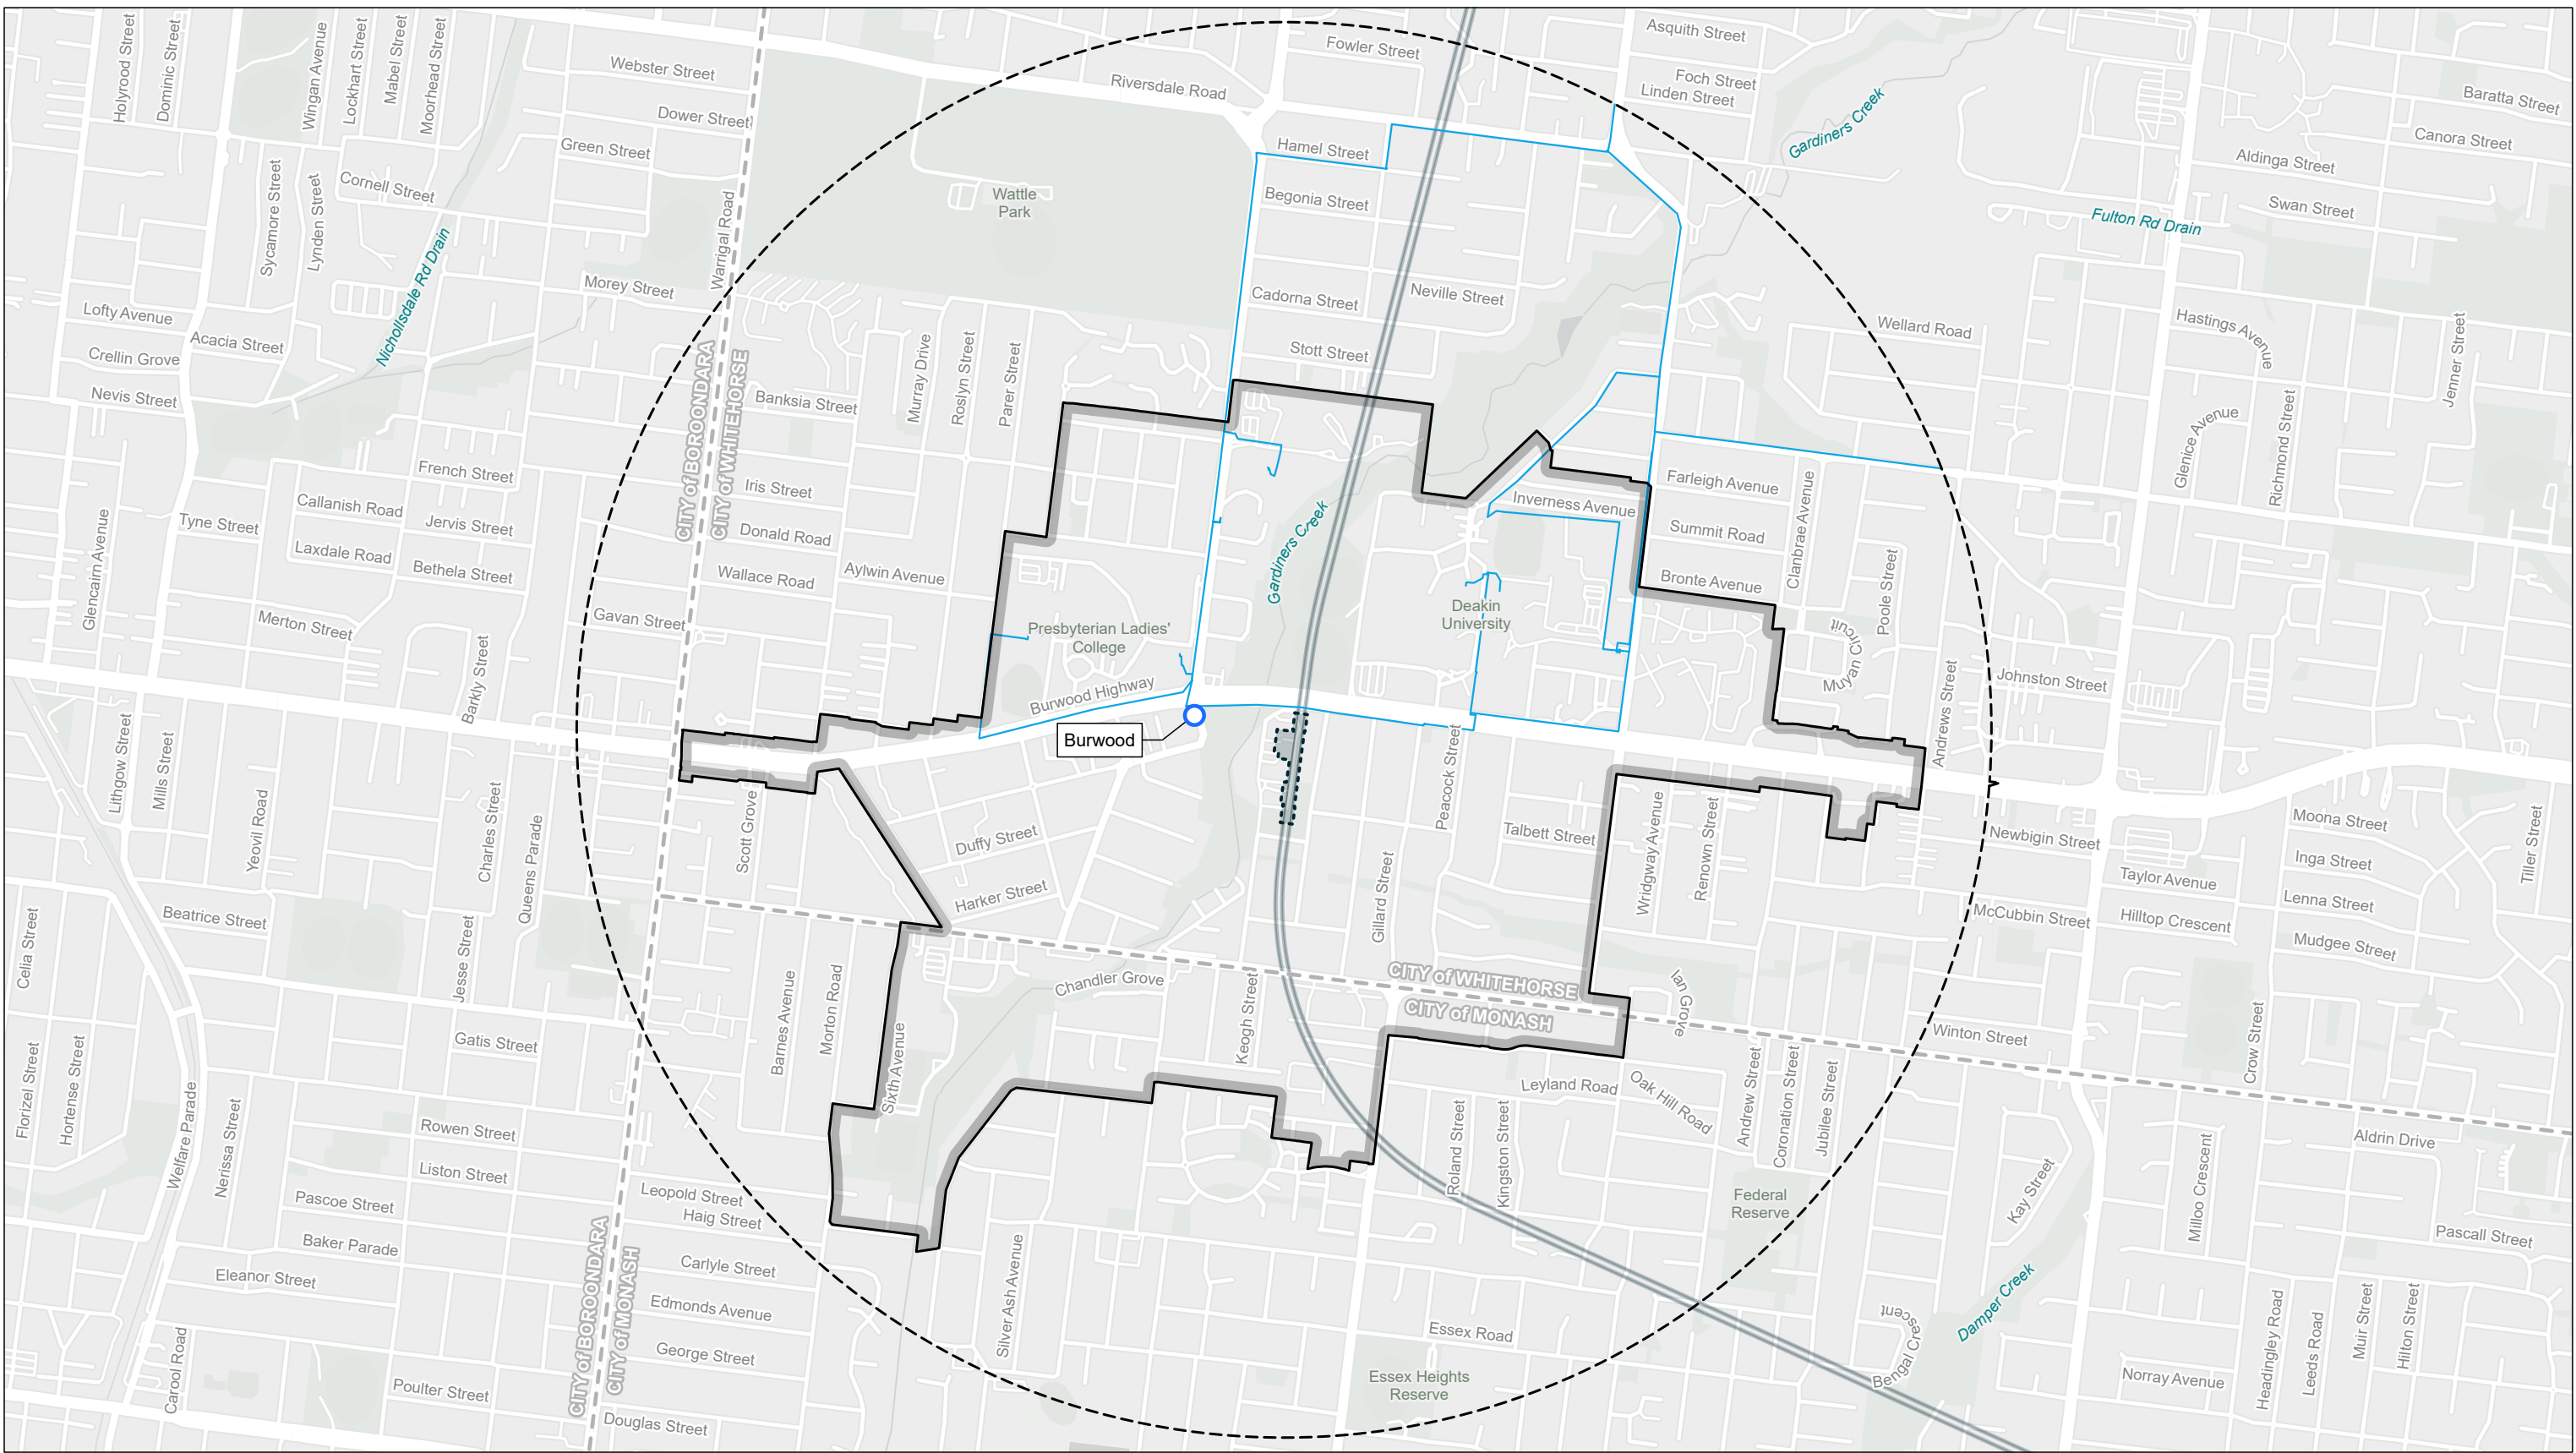 Holyrood Street
Dominic Street
Wingan Avenue
Lockhart Street
Mabel Street
Moorhead Street
Webster Street
Dower Street
Green Street
Cornell Street
Sycamore Street
Lynden Street
Nichollsdale Rd Drain
Warrigal Road
Morey Street
Lofty Avenue
Acacia Street
Crellin Grove
Nevis Street
Riversdale Road
Fowler Street
Wattle
Park
Hamel Street
Begonia Street
Cadorna Street
Neville Street
Stott Street
Asquith Street
Foch Street
Linden Street
Gardiners Creek
Baratta Street
Canora Street
Aldinga Street
Swan Street
Fulton Rd Drain
Wellard Road
Hastings Avenue
Jenner Street
Glenice Avenue
Richmond Street
CITY of BOROONDARA
CITY of WHITEHORSE
Banksia Street
Murray Drive
Roslyn Street
Parer Street
French Street
Callanish Road
Jervis Street
Tyne Street
Laxdale Road
Bethela Street
Glencairn Avenue
Merton Street
Iris Street
Donald Road
Wallace Road
Aylwin Avenue
Gavan Street
Barkly Street
Presbyterian Ladies'
College
Burwood Highway
Burwood
Gardiners Creek
Deakin
University
Inverness Avenue
Farleigh Avenue
Summit Road
Bronte Avenue
Clanbrae Avenue
Poole Street
Muyan Circuit
Andrews Street
Johnston Street
Lithgow Street
Mills Street
Yeovil Road
Charles Street
Queens Parade
Scott Grove
Duffy Street
Harker Street
Peacock Street
Talbett Street
Gillard Street
Wridgway Avenue
Renown Street
Newbigin Street
Moona Street
Inga Street
Taylor Avenue
Lenna Street
McCubbin Street
Hilltop Crescent
Mudgee Street
Tiller Street
Celia Street
Beatrice Street
Jesse Street
Gatis Street
Barnes Avenue
Morton Road
Sixth Avenue
Chandler Grove
Keogh Street
CITY of WHITEHORSE
CITY of MONASH
Ian Grove
Winton Street
Crow Street
Florizel Street
Hortense Street
Welfare Parade
Nerissa Street
Rowen Street
Liston Street
Pascoe Street
Baker Parade
Eleanor Street
Leopold Street
Haig Street
Carlyle Street
Edmonds Avenue
George Street
Douglas Street
Poulter Street
Carool Road
CITY of BOROONDARA
CITY of MONASH
Silver Ash Avenue
Leyland Road
Oak Hill Road
Roland Street
Kingston Street
Andrew Street
Coronation Street
Jubilee Street
Federal
Reserve
Essex Road
Essex Heights
Reserve
Kay Street
Damper Creek
Bengal Crescent
Aldrin Drive
Milloo Crescent
Pascall Street
Norray Avenue
Headingley Road
Leeds Road
Muir Street
Hilton Street